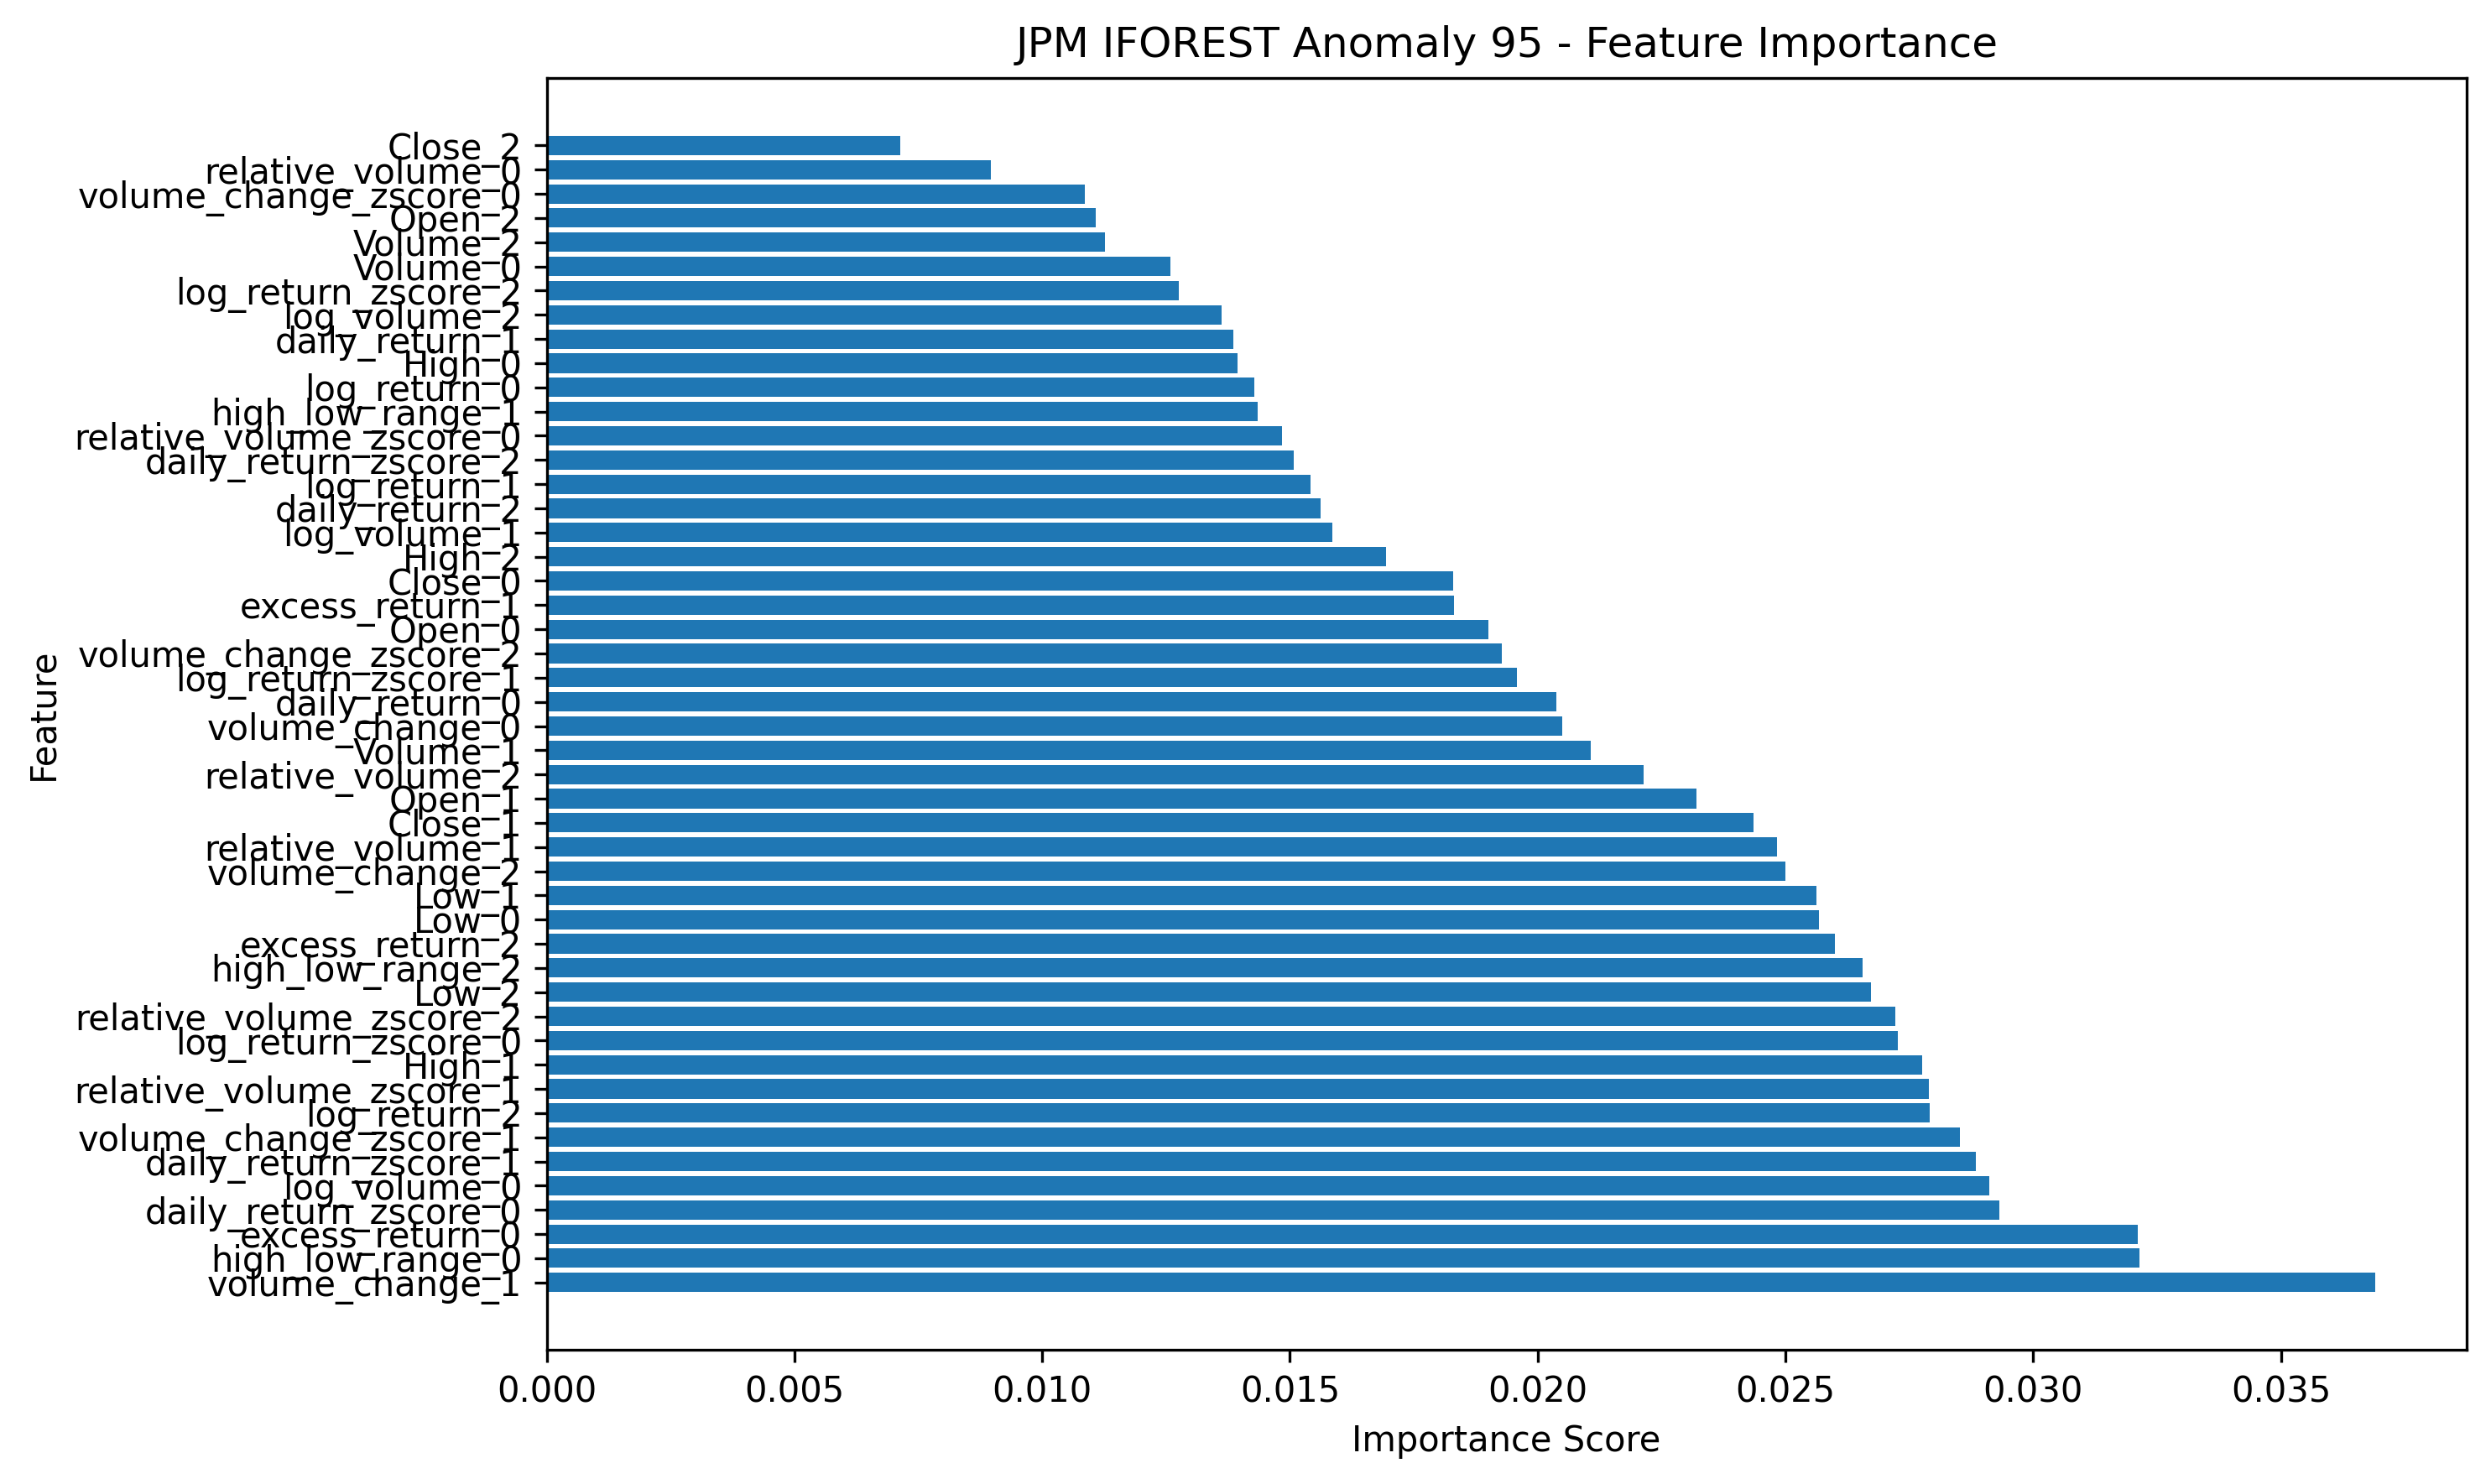 JPM IFOREST Anomaly 95 - Feature Importance
Close_2
relative_volume_0
volume_change_zscore_0
Open_2
Volume_2
Volume_0
log_return_zscore_2
log_volume_2
daily_return_1
High_0
log_return_0
high_low_range_1
relative_volume_zscore_0
daily_return_zscore_2
log_return_1
daily_return_2
log_volume_1
High_2
Close_0
excess_return_1
Open_0
volume_change_zscore_2
log_return_zscore_1
daily_return_0
volume_change_0
Volume_1
relative_volume_2
Open_1
Close_1
relative_volume_1
volume_change_2
Low_1
Low_0
excess_return_2
high_low_range_2
Low_2
relative_volume_zscore_2
log_return_zscore_0
High_1
relative_volume_zscore_1
log_return_2
volume_change_zscore_1
daily_return_zscore_1
log_volume_0
daily_return_zscore_0
excess_return_0
high_low_range_0
volume_change_1
Feature
0.000 0.005 0.010 0.015 0.020 0.025 0.030 0.035
Importance Score